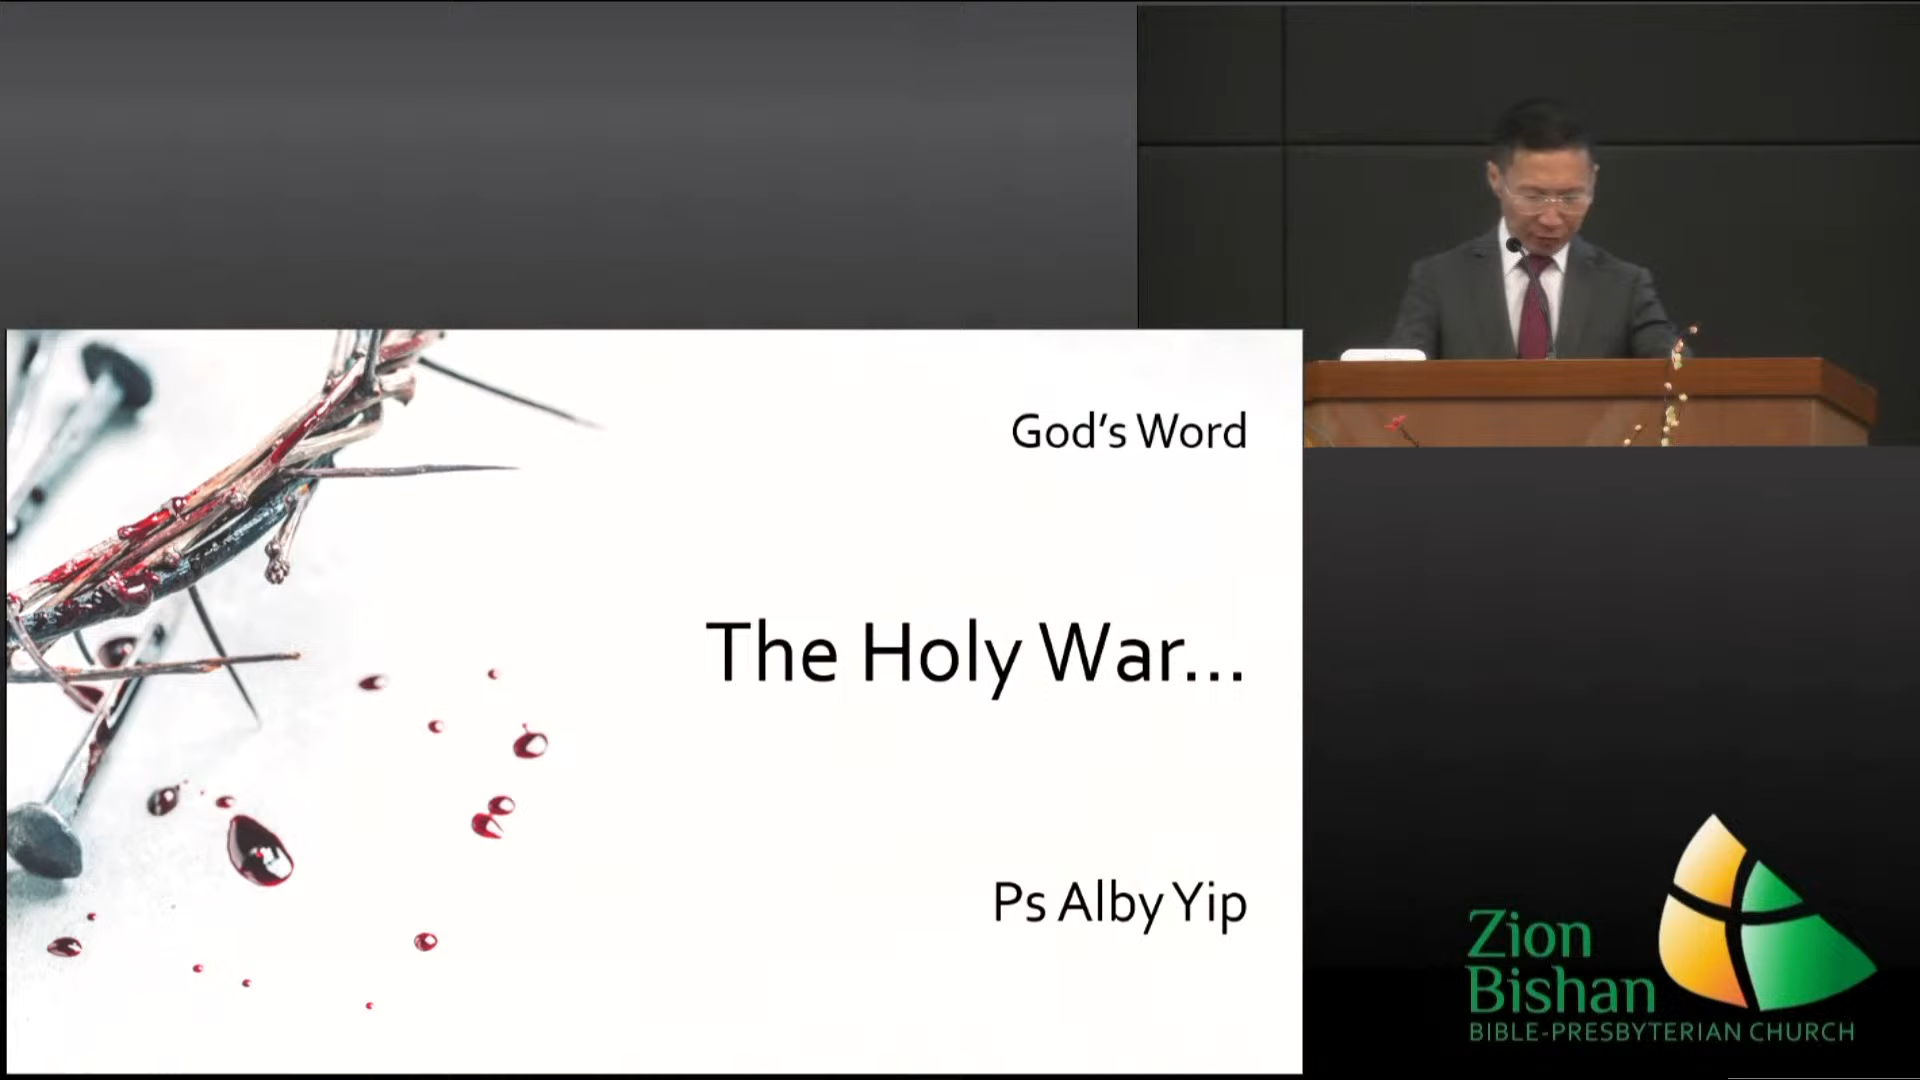 God's Word
The Holy War...
Ps Alby Yip
Zion
Bishan
BIBLE-PRESBYTERIAN CHURCH